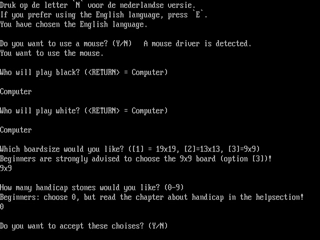 Druk op de letter `N` voor de nederlandse versie.
If you prefer using the English language, press `E`.
You have chosen the English language.
Do you want to use a mouse? (Y/N)   A mouse driver is detected.
You want to use the mouse.
Who will play black? (<RETURN> = Computer)
Computer
Who will play white? (<RETURN> = Computer)
Computer
Which boardsize would you like? ([1] = 19x19, [2]=13x13, [3]=9x9)
Beginners are strongly advised to choose the 9x9 board (option [3])!
9x9
How many handicap stones would you like? (0-9)
Beginners: choose 0, but read the chapter about handicap in the helpsection!
0
Do you want to accept these choises? (Y/N)